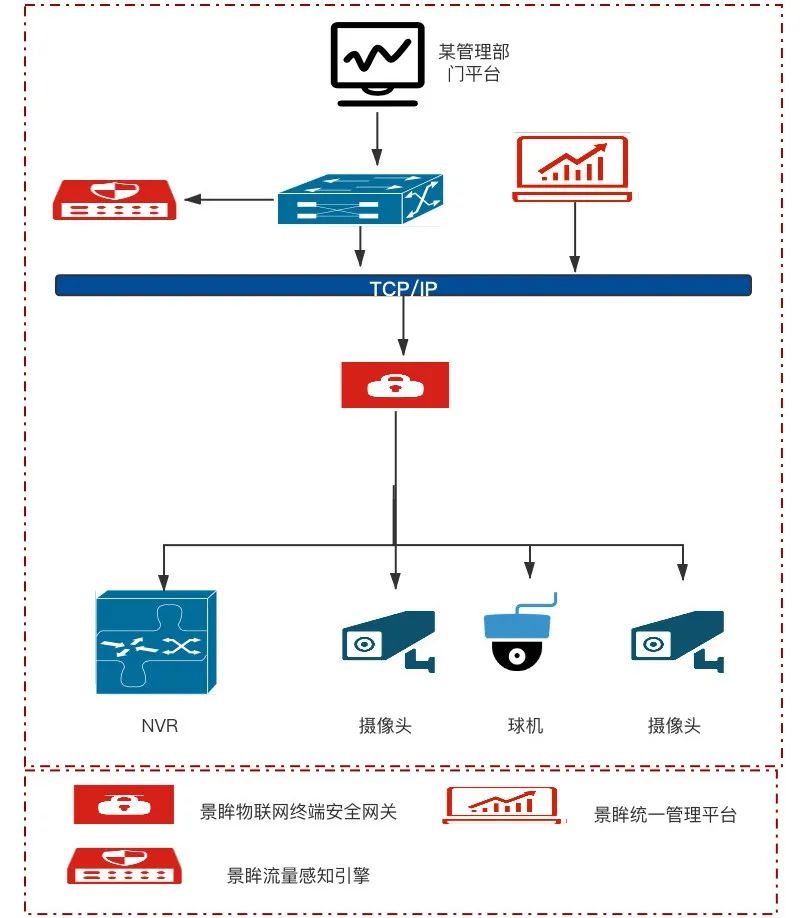 某管理部
门平台
TCP/IP
NVR
摄像头
球机
摄像头
景眸物联网终端安全网关
景眸统一管理平台
景眸流量感知引擎